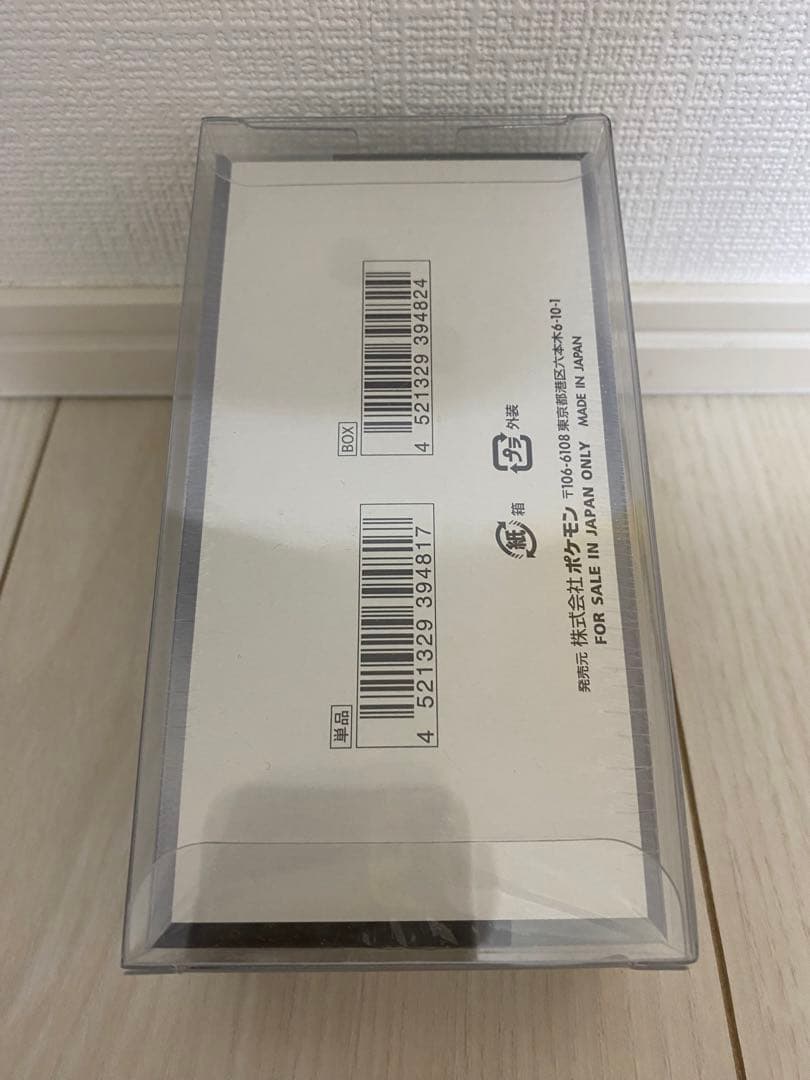 単品
4 521329 394817
BOX
4 521329 394824
紙 箱
プラ 外装
発売元 株式会社ポケモン 〒106-6108 東京都港区六本木6-10-1
FOR SALE IN JAPAN ONLY MADE IN JAPAN